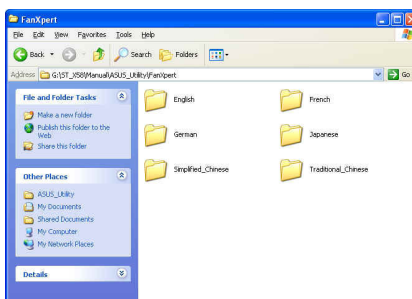 FanXpert
File Edit View Favorites Tools Help
Back Search Folders
Address G:\ST_X58\Manual\ASUS_Utility\FanXpert Go
File and Folder Tasks
Make a new folder
Publish this folder to the Web
Share this folder
Other Places
ASUS_Utility
My Documents
Shared Documents
My Computer
My Network Places
Details
English
French
German
Japanese
Simplified_Chinese
Traditional_Chinese